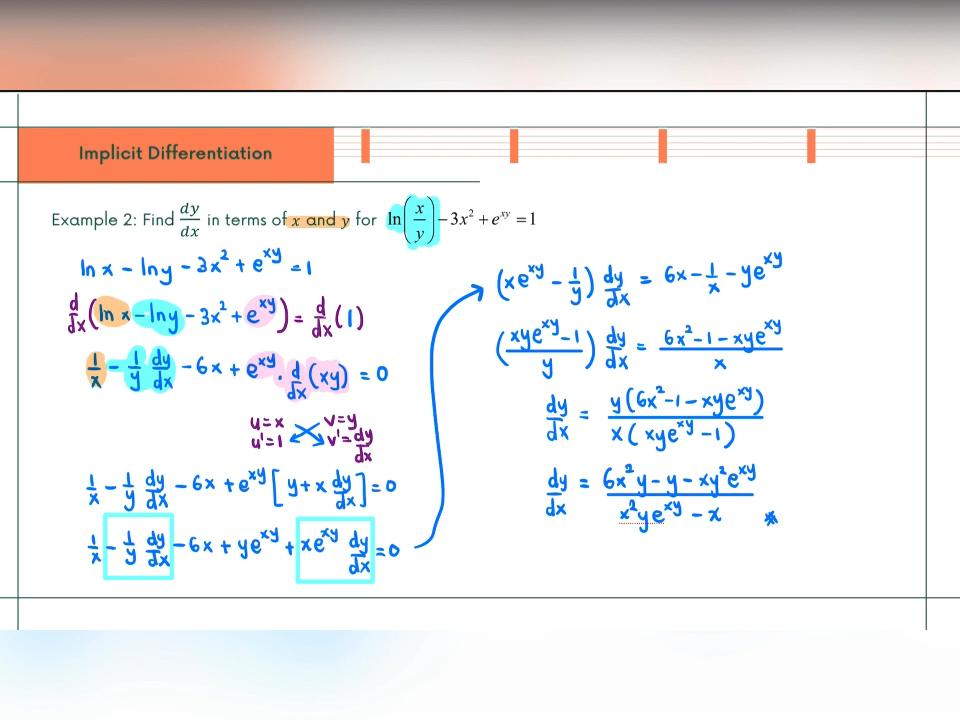 Implicit Differentiation
Example 2: Find dy/dx in terms of x and y for ln(x/y) − 3x² + e^xy = 1
ln x − ln y − 3x² + e^xy = 1
d/dx (ln x − ln y − 3x² + e^xy) = d/dx (1)
1/x − 1/y dy/dx − 6x + e^xy · d/dx (xy) = 0
u = x v = y
u' = 1 v' = dy/dx
1/x − 1/y dy/dx − 6x + e^xy [y + x dy/dx] = 0
1/x − 1/y dy/dx − 6x + ye^xy + xe^xy dy/dx = 0
(xe^xy − 1/y) dy/dx = 6x − 1/x − ye^xy
(xye^xy − 1 / y) dy/dx = 6x² − 1 − xye^xy / x
dy/dx = y(6x² − 1 − xye^xy) / x(xye^xy − 1)
dy/dx = 6x²y − y − xy²e^xy / x²ye^xy − x *